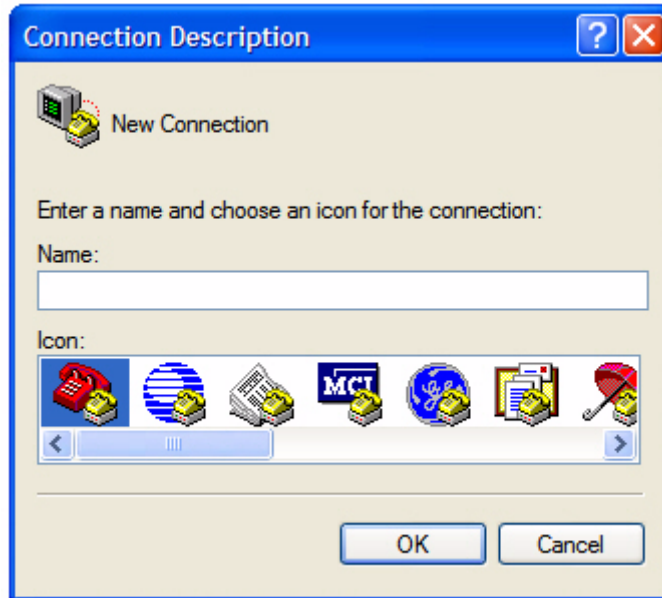 Connection Description
New Connection
Enter a name and choose an icon for the connection:
Name:
Icon:
MCI
OK
Cancel